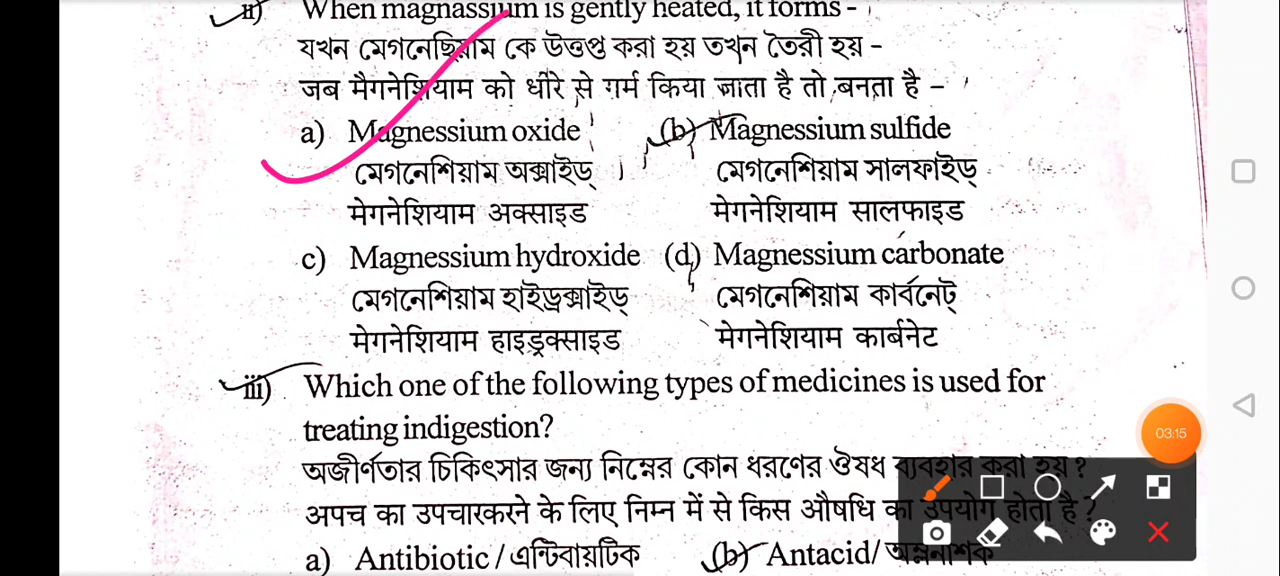 ii) When magnassium is gently heated, it forms -
যখন মেগনেছিয়াম কে উত্তপ্ত করা হয় তখন তৈরী হয় -
जब मैगनेशियाम को धीरे से गर्म किया जाता है तो बनता है -
a) Magnessium oxide (b) Magnessium sulfide
মেগনেশিয়াম অক্সাইড্ মেগনেশিয়াম সালফাইড্
मेगनेशियाम अक्साइड मेगनेशियाम सालफाइड
c) Magnessium hydroxide (d) Magnessium carbonate
মেগনেশিয়াম হাইড্রক্সাইড্ মেগনেশিয়াম কার্বনেট্
मेगनेशियाम हाइड्रक्साइड मेगनेशियाम कार्बनेट
iii) Which one of the following types of medicines is used for
treating indigestion?
03:15
অজীর্ণতার চিকিৎসার জন্য নিম্নের কোন ধরণের ঔষধ ব্যবহার করা হয়?
अपच का उपचारकरने के लिए निम्न में से किस औषधि का उपयोग होता है?
a) Antibiotic / এন্টিবায়টিক (b) Antacid/ অম্লনাশক